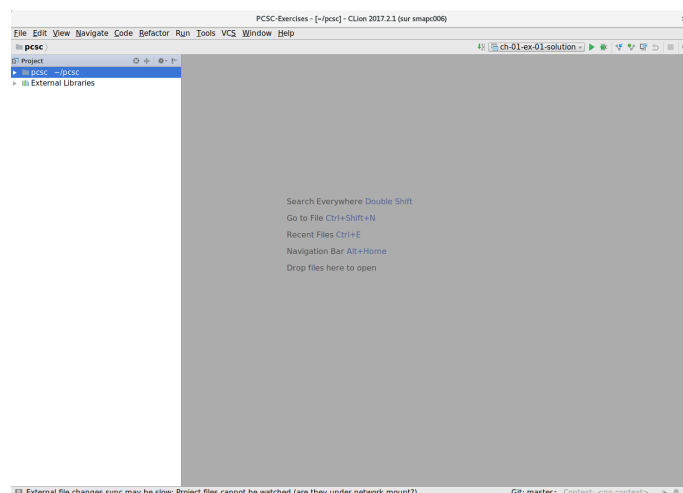 PCSC-Exercises - [~/pcsc] - CLion 2017.2.1 (sur smapc006)
File Edit View Navigate Code Refactor Run Tools VCS Window Help
pcsc
ch-01-ex-01-solution
Project
pcsc ~/pcsc
External Libraries
Search Everywhere Double Shift
Go to File Ctrl+Shift+N
Recent Files Ctrl+E
Navigation Bar Alt+Home
Drop files here to open
External file changes sync may be slow: Project files cannot be watched (are they under network mount?)
Git: master: Context: <no context>